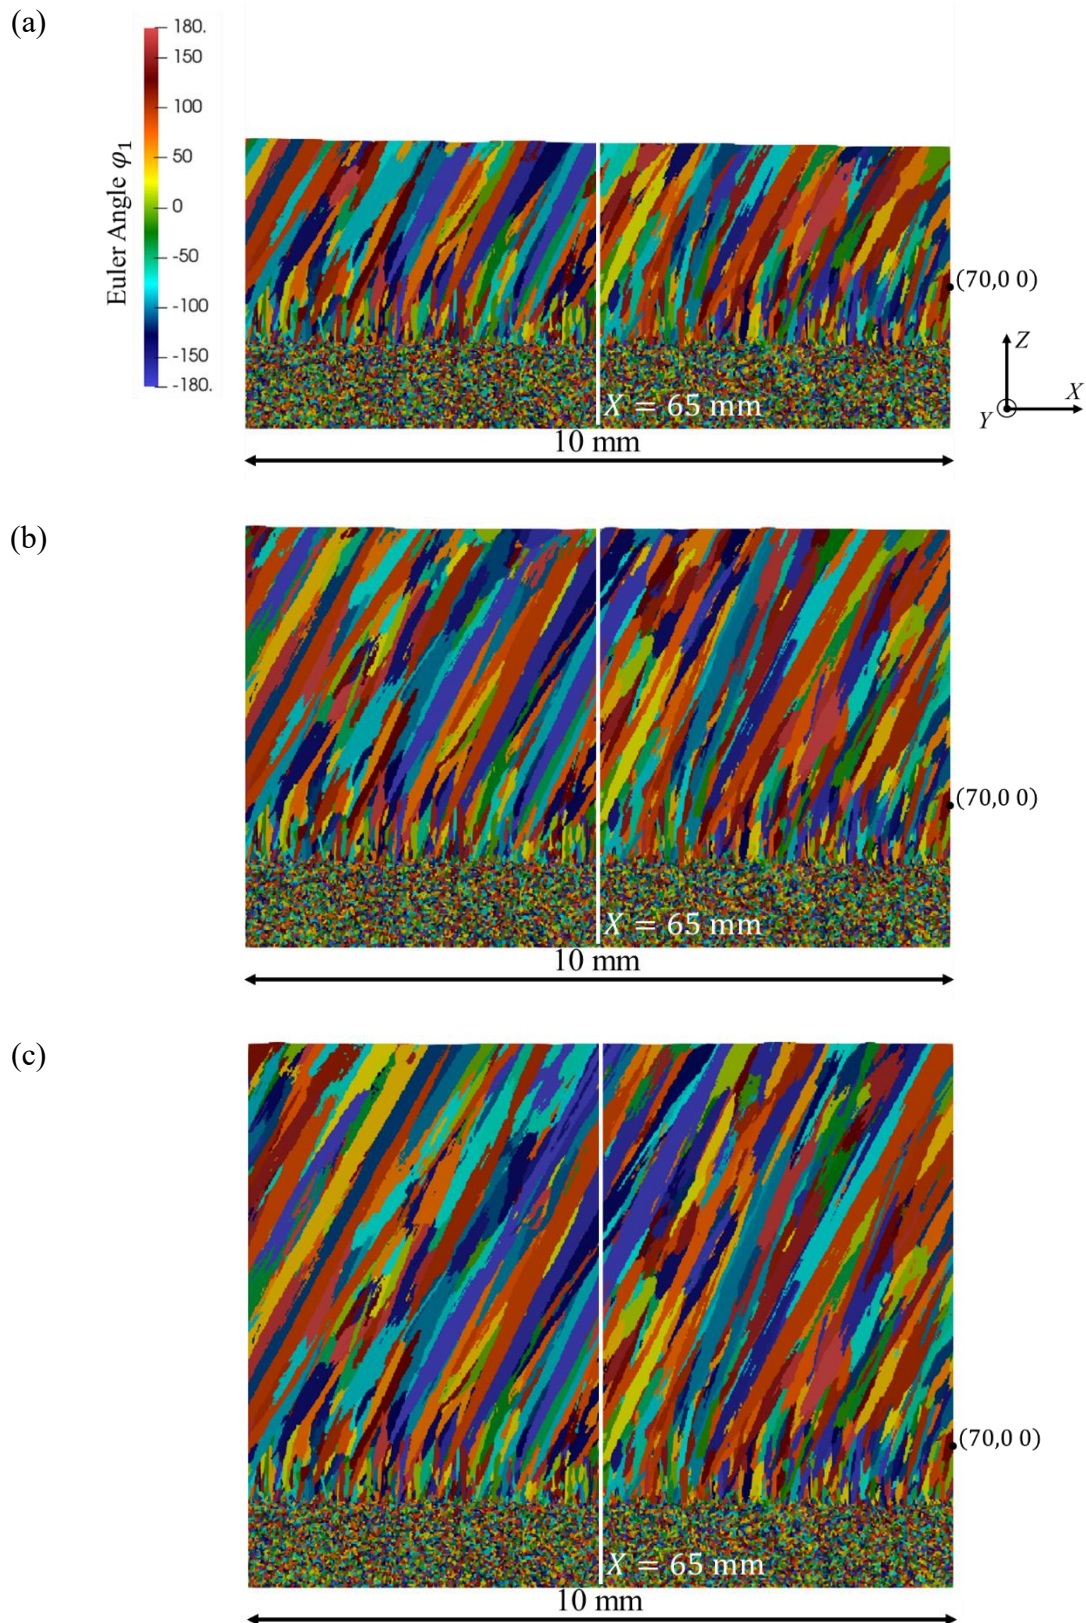 (a)
Euler Angle φ₁
180.
150
100
50
0
-50
-100
-150
-180.
(70,0 0)
Z
X
Y
X = 65 mm
10 mm
(b)
(70,0 0)
X = 65 mm
10 mm
(c)
(70,0 0)
X = 65 mm
10 mm